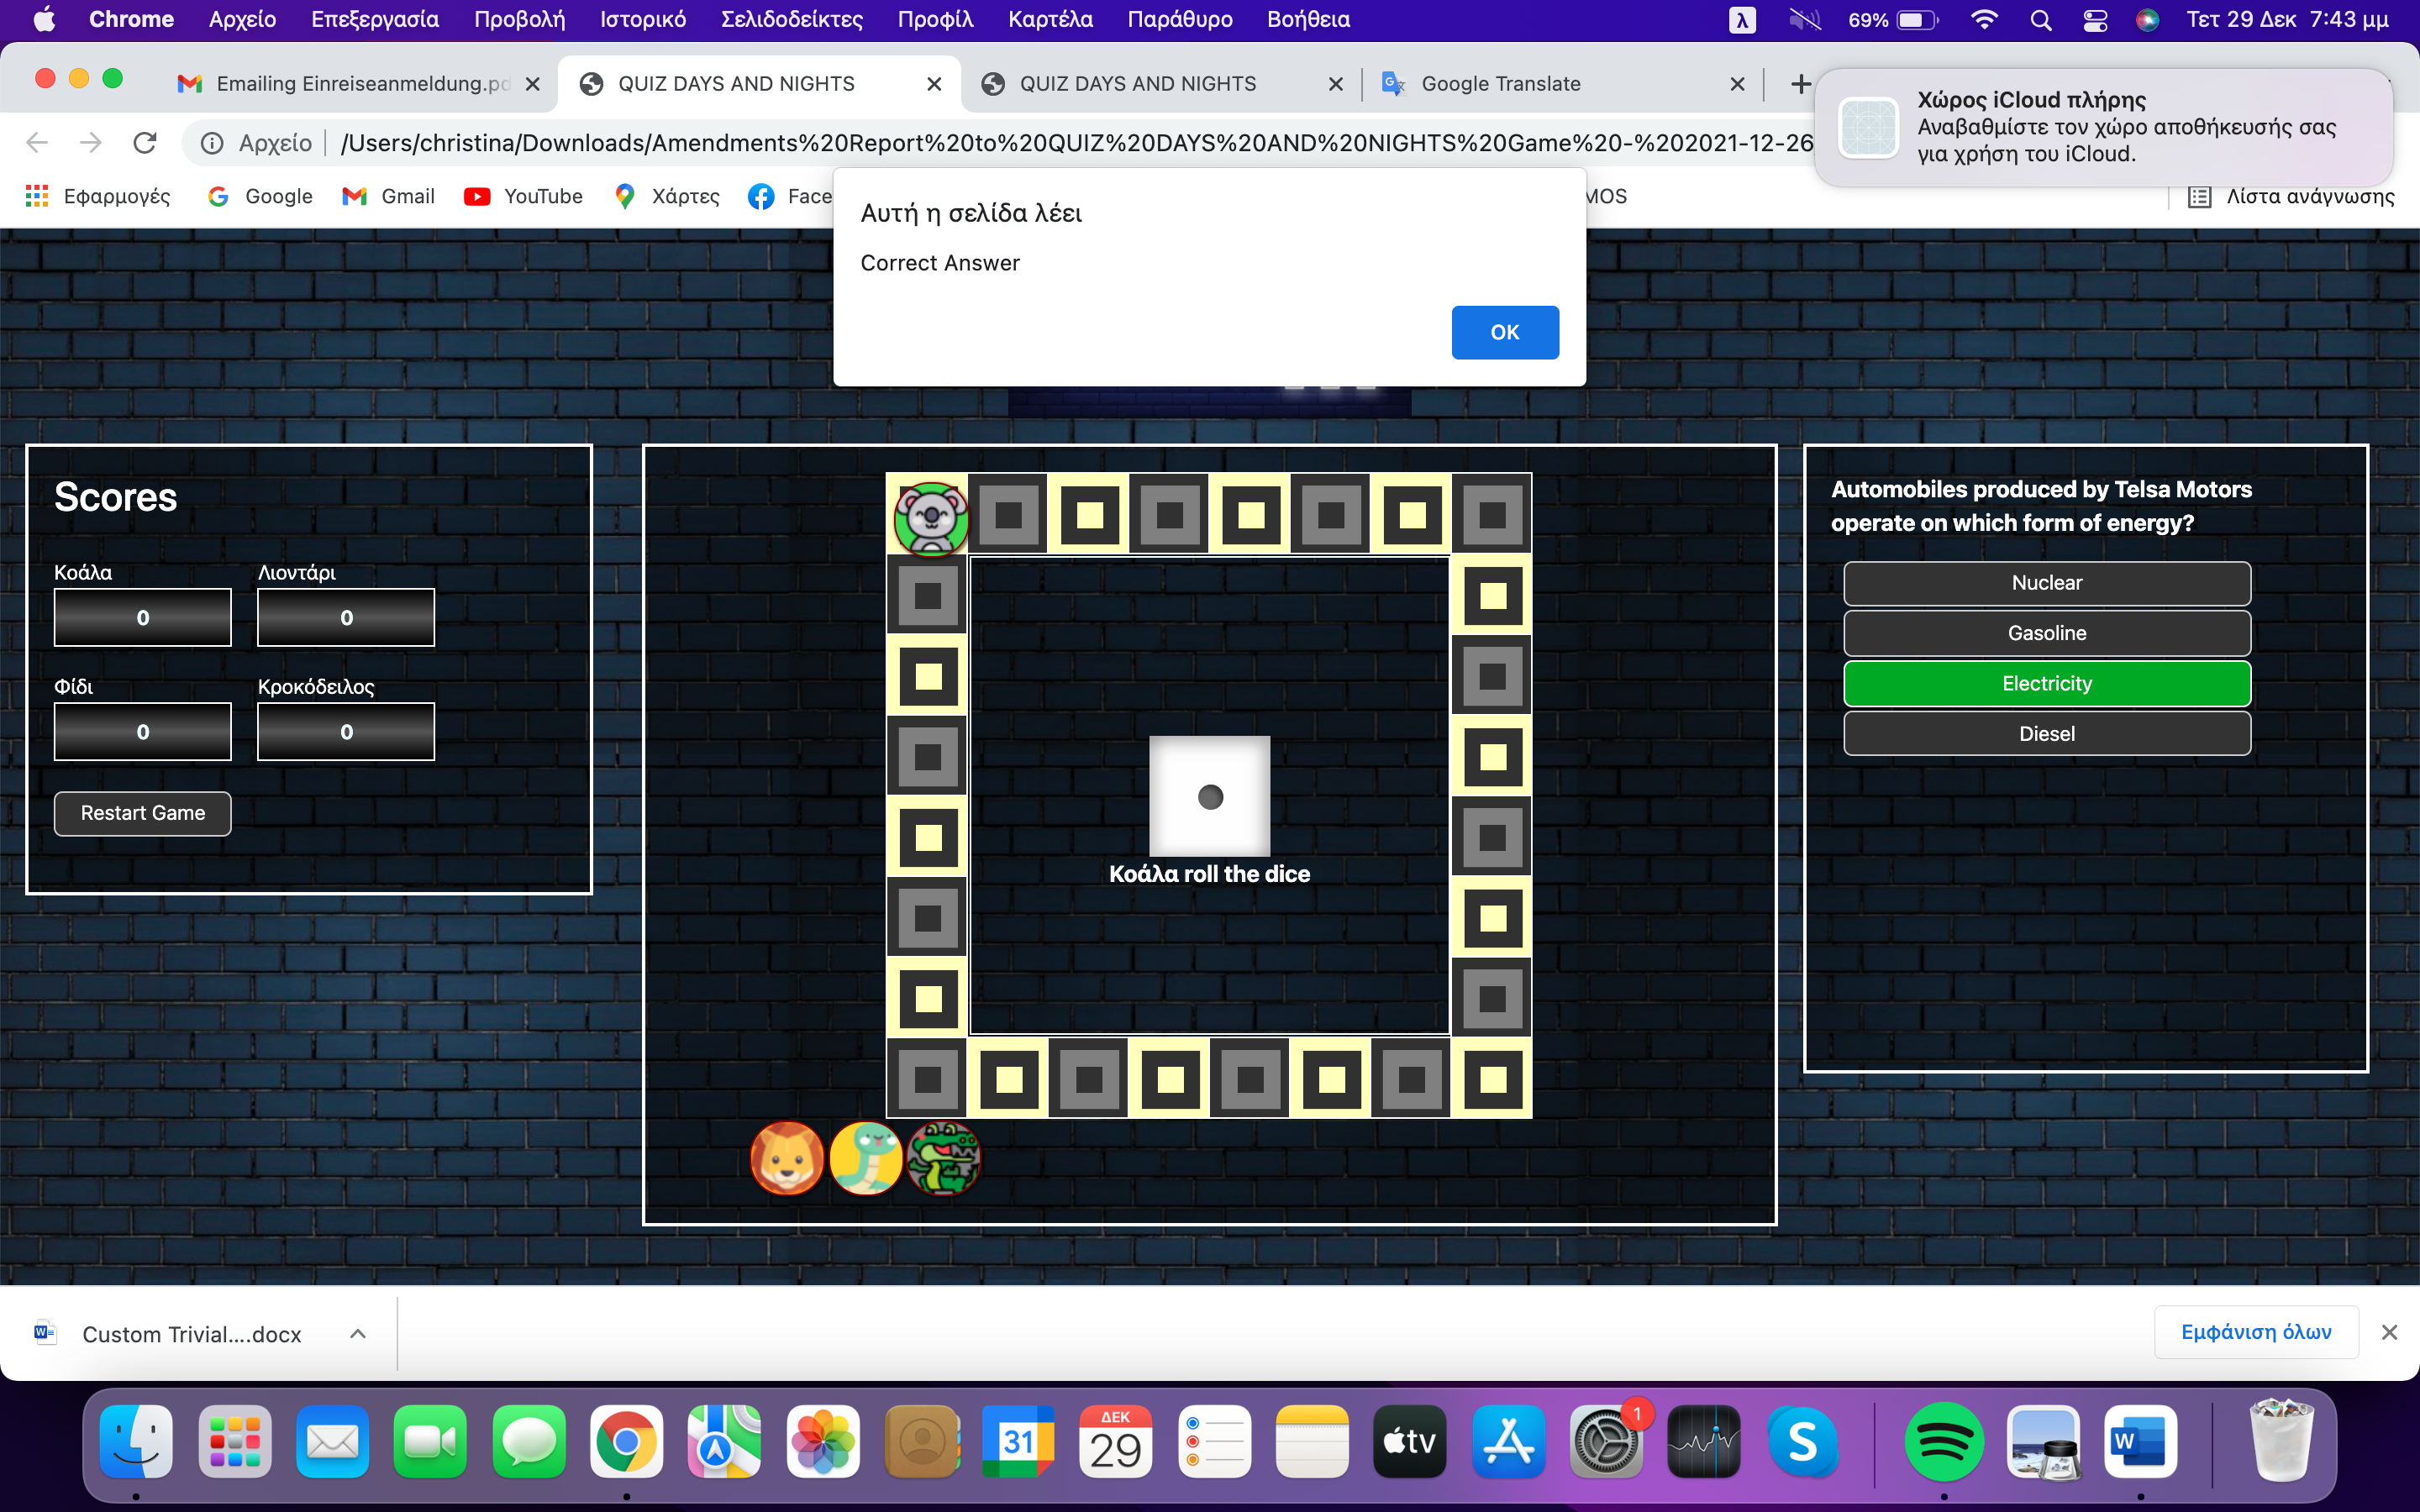 Chrome Αρχείο Επεξεργασία Προβολή Ιστορικό Σελιδοδείκτες Προφίλ Καρτέλα Παράθυρο Βοήθεια λ 69% Τετ 29 Δεκ 7:43 μμ
Emailing Einreiseanmeldung.pd QUIZ DAYS AND NIGHTS QUIZ DAYS AND NIGHTS Google Translate
Χώρος iCloud πλήρης
Αναβαθμίστε τον χώρο αποθήκευσής σας
για χρήση του iCloud.
Αρχείο /Users/christina/Downloads/Amendments%20Report%20to%20QUIZ%20DAYS%20AND%20NIGHTS%20Game%20-%202021-12-26
Εφαρμογές Google Gmail YouTube Χάρτες Face MOS Λίστα ανάγνωσης
Αυτή η σελίδα λέει
Correct Answer
OK
Scores
Κοάλα Λιοντάρι
0 0
Φίδι Κροκόδειλος
0 0
Restart Game
Κοάλα roll the dice
Automobiles produced by Telsa Motors
operate on which form of energy?
Nuclear
Gasoline
Electricity
Diesel
Custom Trivial....docx Εμφάνιση όλων
31 ΔΕΚ 29 tv 1 S W